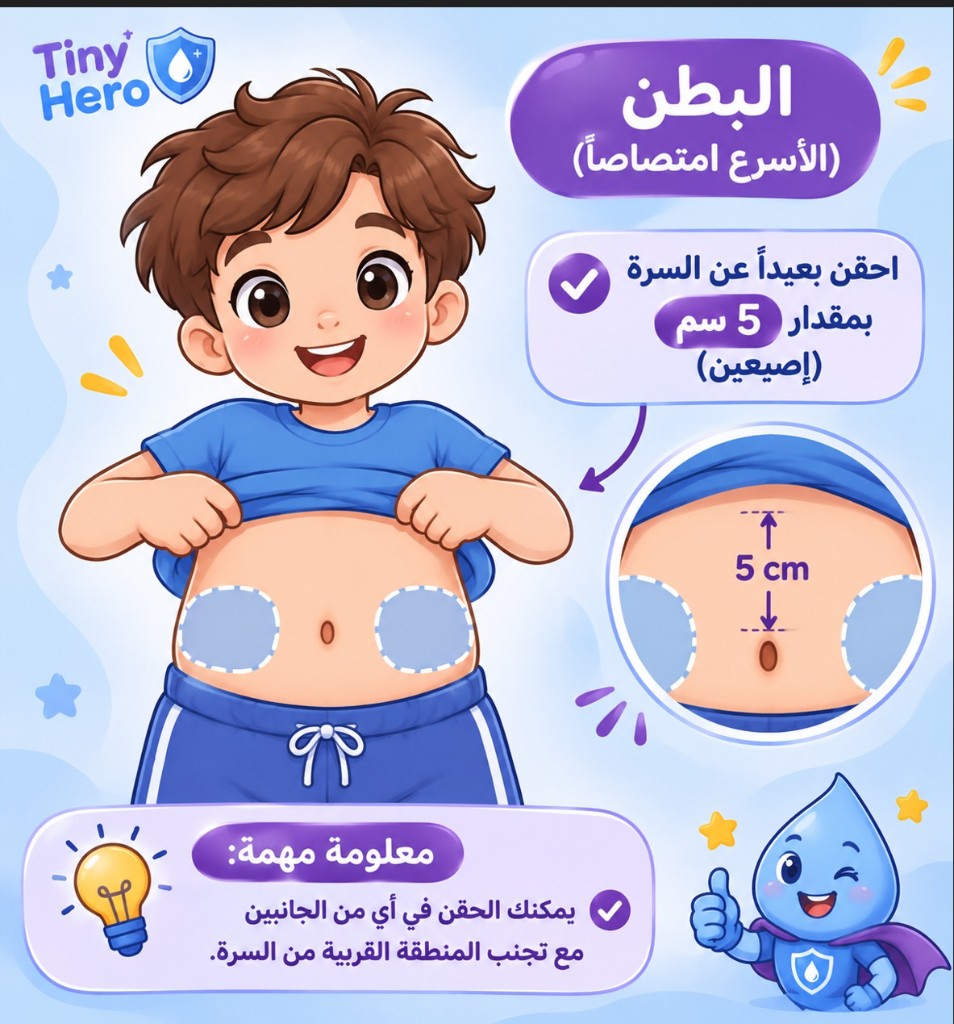 Tiny
Hero
البطن
(الأسرع امتصاصاً)
احقن بعيداً عن السرة
بمقدار 5 سم
(إصبعين)
5 cm
معلومة مهمة:
يمكنك الحقن في أي من الجانبين
مع تجنب المنطقة القريبة من السرة.